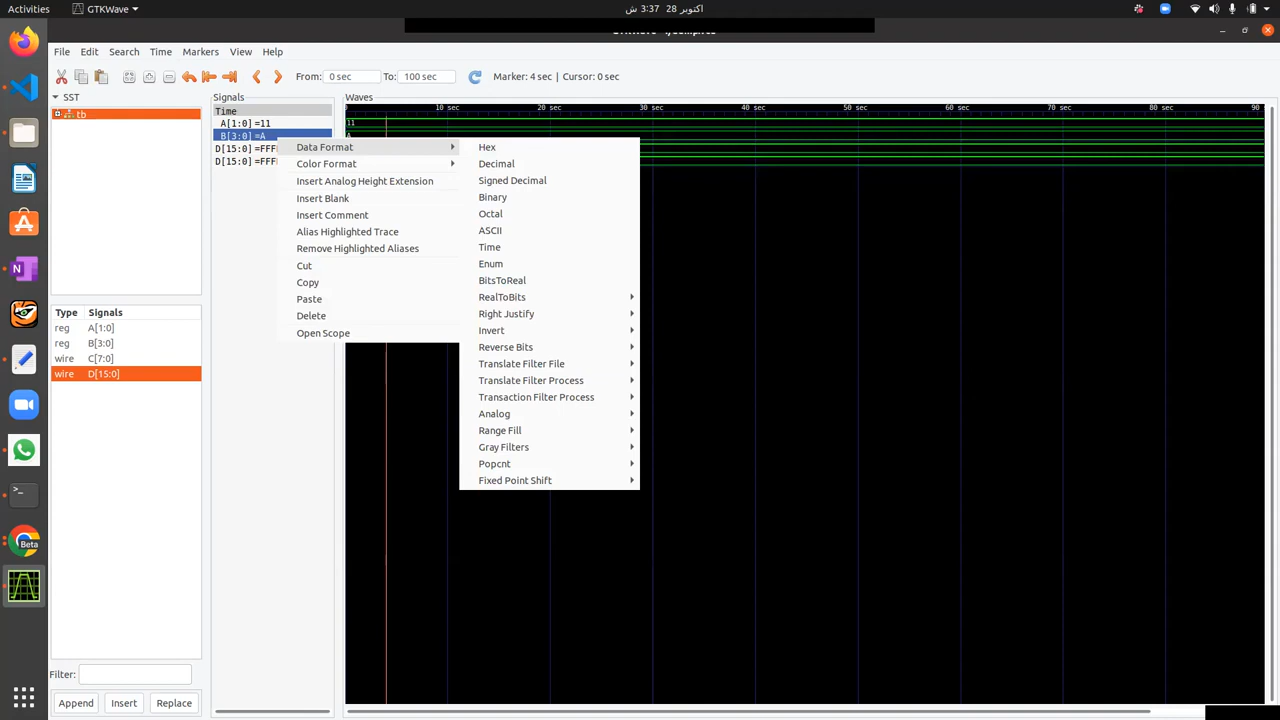 Activities
GTKWave
اکتوبر 28 3:37 ش
File Edit Search Time Markers View Help
From: 0 sec To: 100 sec Marker: 4 sec | Cursor: 0 sec
SST
tb
Type Signals
reg A[1:0]
reg B[3:0]
wire C[7:0]
wire D[15:0]
Filter:
Append Insert Replace
Signals
Time
A[1:0] =11
B[3:0] =A
D[15:0] =FFF
D[15:0] =FFF
Waves
10 sec 20 sec 30 sec 40 sec 50 sec 60 sec 70 sec 80 sec 90
11
Data Format
Color Format
Insert Analog Height Extension
Insert Blank
Insert Comment
Alias Highlighted Trace
Remove Highlighted Aliases
Cut
Copy
Paste
Delete
Open Scope
Hex
Decimal
Signed Decimal
Binary
Octal
ASCII
Time
Enum
BitsToReal
RealToBits
Right Justify
Invert
Reverse Bits
Translate Filter File
Translate Filter Process
Transaction Filter Process
Analog
Range Fill
Gray Filters
Popcnt
Fixed Point Shift
Beta